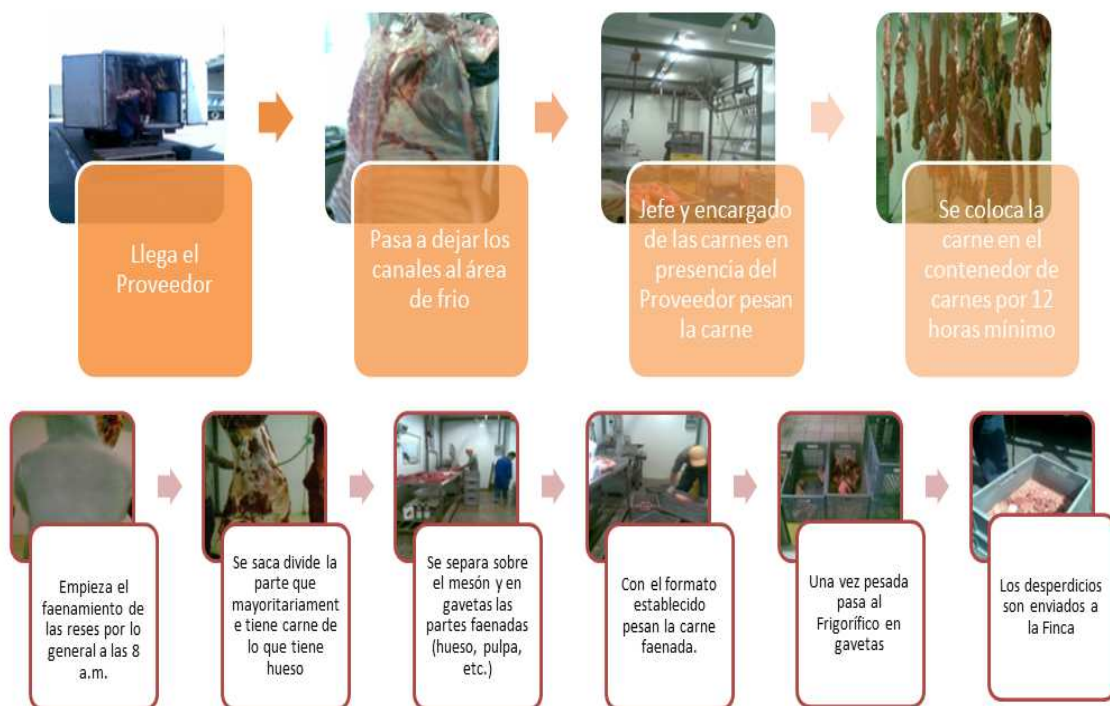 Llega el
Proveedor
Pasa a dejar los
canales al área
de frio
Jefe y encargado
de las carnes en
presencia del
Proveedor pesan
la carne
Se coloca la
carne en el
contenedor de
carnes por 12
horas mínimo
Empieza el
faenamiento de
las reses por lo
general a las 8
a.m.
Se saca divide la
parte que
mayoritariament
e tiene carne de
lo que tiene
hueso
Se separa sobre
el mesón y en
gavetas las
partes faenadas
(hueso, pulpa,
etc.)
Con el formato
establecido
pesan la carne
faenada.
Una vez pesada
pasa al
Frigorífico en
gavetas
Los desperdicios
son enviados a
la Finca